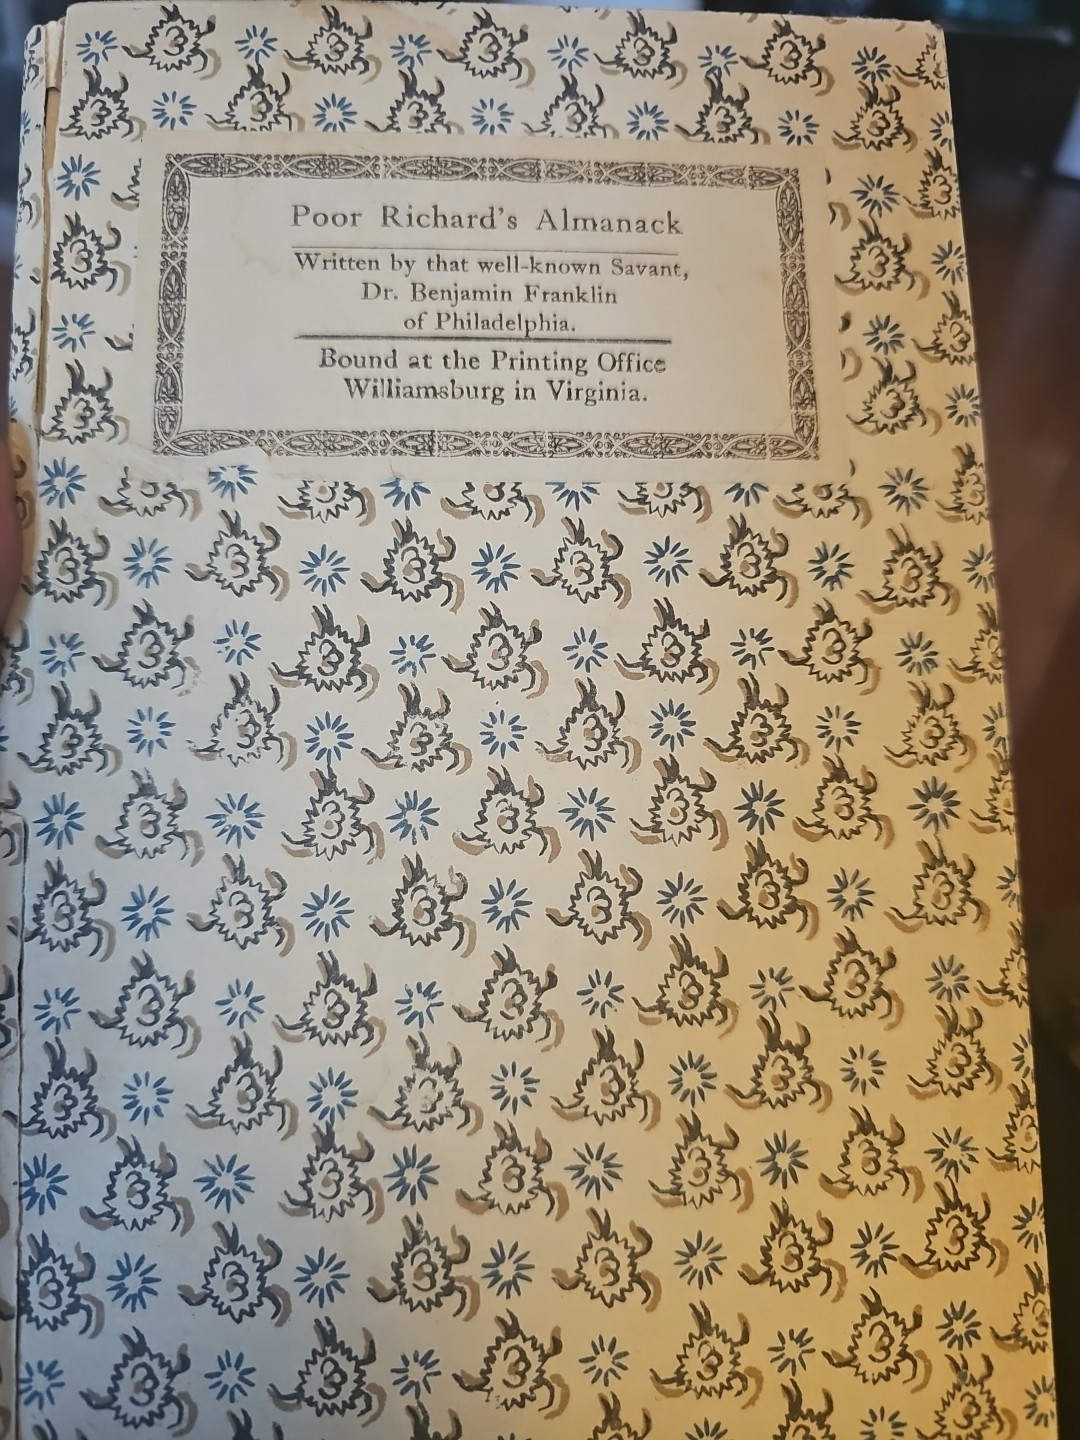 Poor Richard's Almanack
Written by that well-known Savant,
Dr. Benjamin Franklin
of Philadelphia.
Bound at the Printing Office
Williamsburg in Virginia.